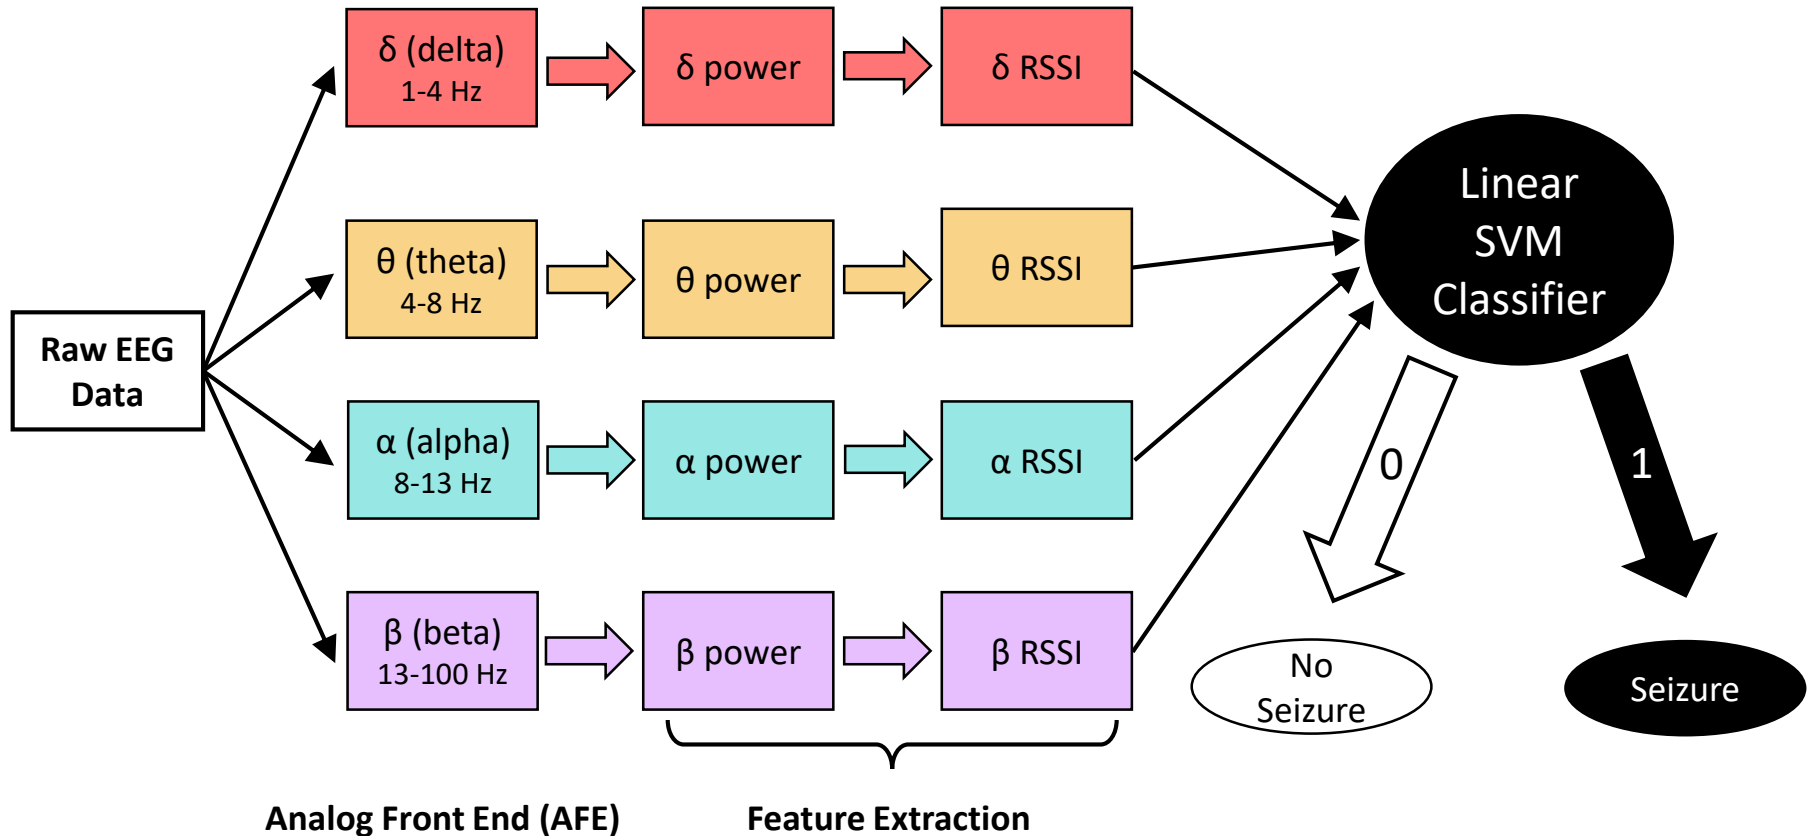 δ (delta)
1-4 Hz
δ power
δ RSSI
θ (theta)
4-8 Hz
θ power
θ RSSI
Raw EEG
Data
α (alpha)
8-13 Hz
α power
α RSSI
β (beta)
13-100 Hz
β power
β RSSI
Linear
SVM
Classifier
0
1
No
Seizure
Seizure
Analog Front End (AFE)
Feature Extraction